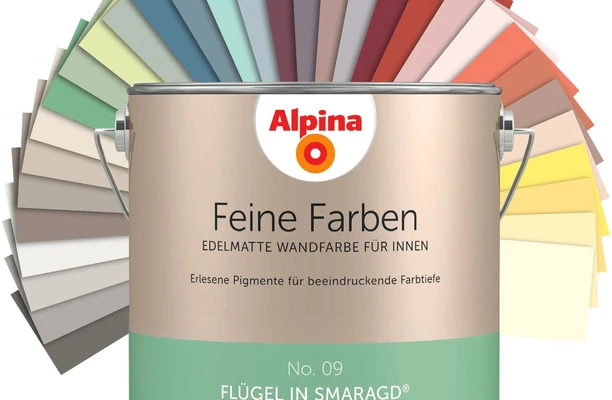 Alpina
Feine Farben
EDELMATTE WANDFARBE FÜR INNEN
Erlesene Pigmente für beeindruckende Farbtiefe
No. 09
FLÜGEL IN SMARAGD®